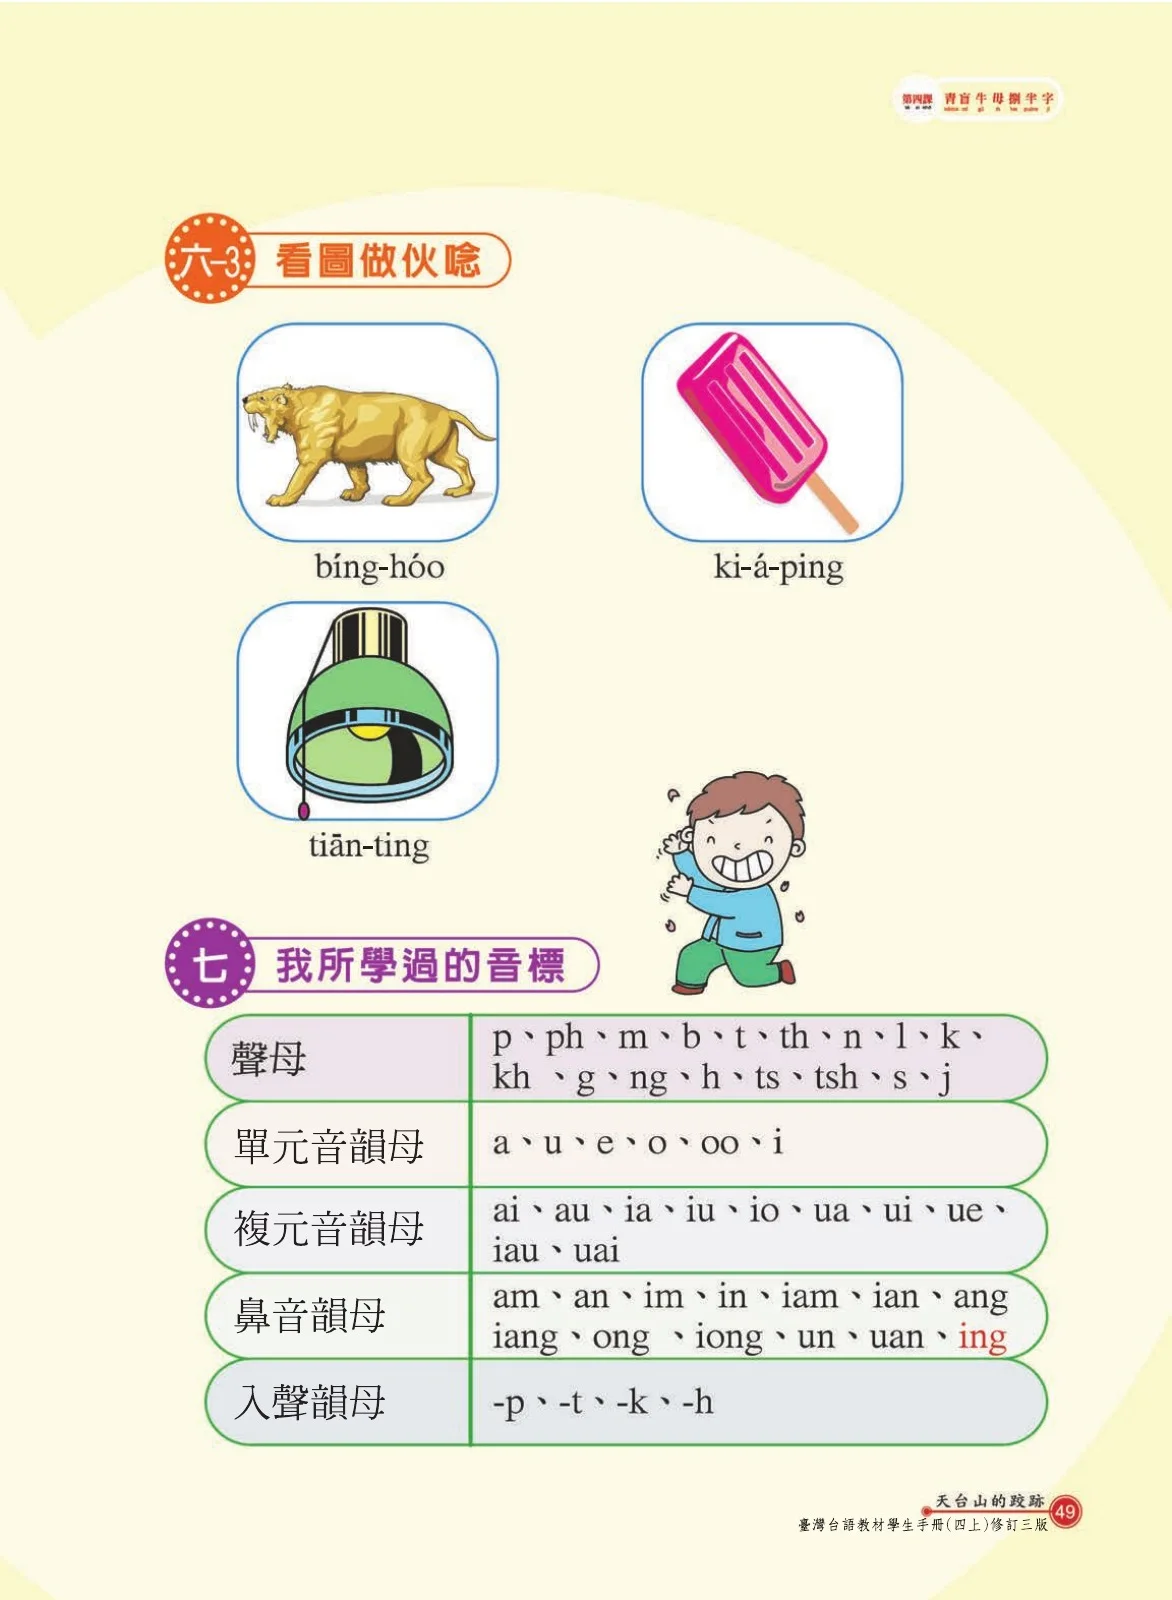 第四課 青盲牛毋捌半字
六-3 看圖做伙唸
bíng-hóo
ki-á-ping
tiān-ting
七 我所學過的音標
聲母
p、ph、m、b、t、th、n、l、k、
kh 、g、ng、h、ts、tsh、s、j
單元音韻母
a、u、e、o、oo、i
複元音韻母
ai、au、ia、iu、io、ua、ui、ue、
iau、uai
鼻音韻母
am、an、im、in、iam、ian、ang
iang、ong 、iong、un、uan、ing
入聲韻母
-p、-t、-k、-h
天台山的跤跡
臺灣台語教材學生手冊(四上)修訂三版
49